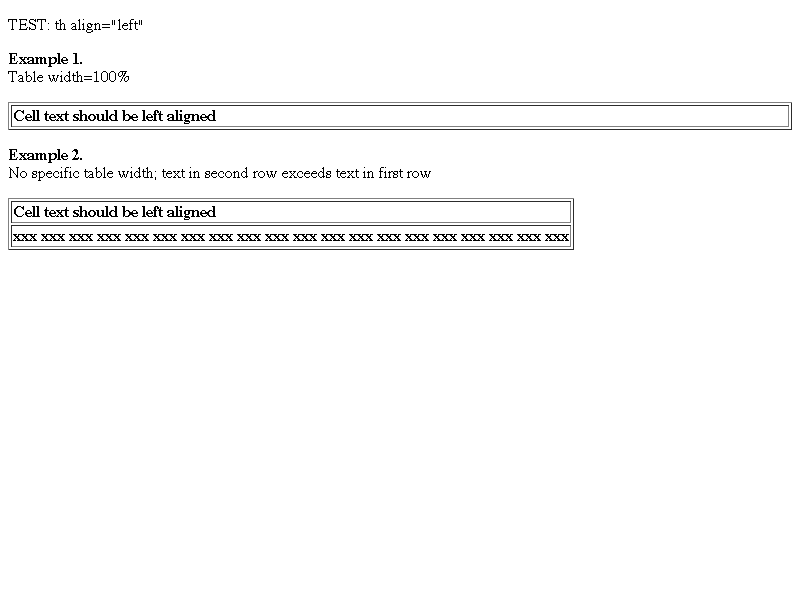 TEST: th align="left"
Example 1.
Table width=100%
Cell text should be left aligned
Example 2.
No specific table width; text in second row exceeds text in first row
Cell text should be left aligned
xxx xxx xxx xxx xxx xxx xxx xxx xxx xxx xxx xxx xxx xxx xxx xxx xxx xxx xxx xxx